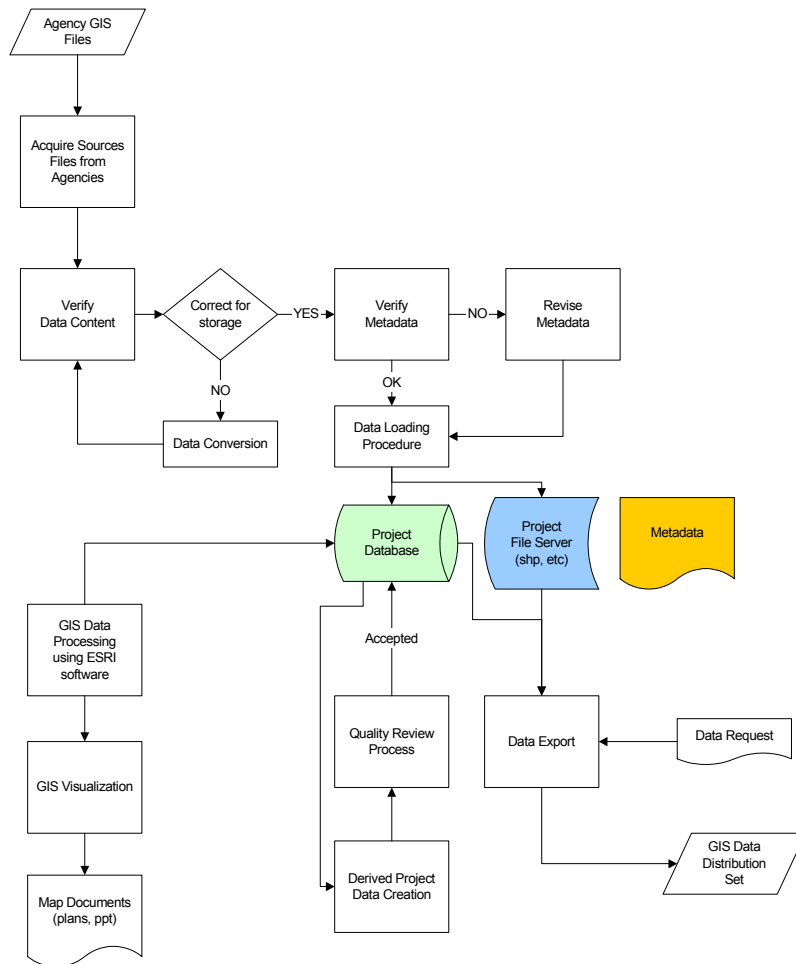 Agency GIS
Files
Acquire Sources
Files from
Agencies
Verify
Data Content
Correct for
storage
YES
Verify
Metadata
NO
Revise
Metadata
NO
OK
Data Conversion
Data Loading
Procedure
Project
Database
Project
File Server
(shp, etc)
Metadata
GIS Data
Processing
using ESRI
software
Accepted
Quality Review
Process
Data Export
Data Request
GIS Visualization
Derived Project
Data Creation
GIS Data
Distribution
Set
Map Documents
(plans, ppt)